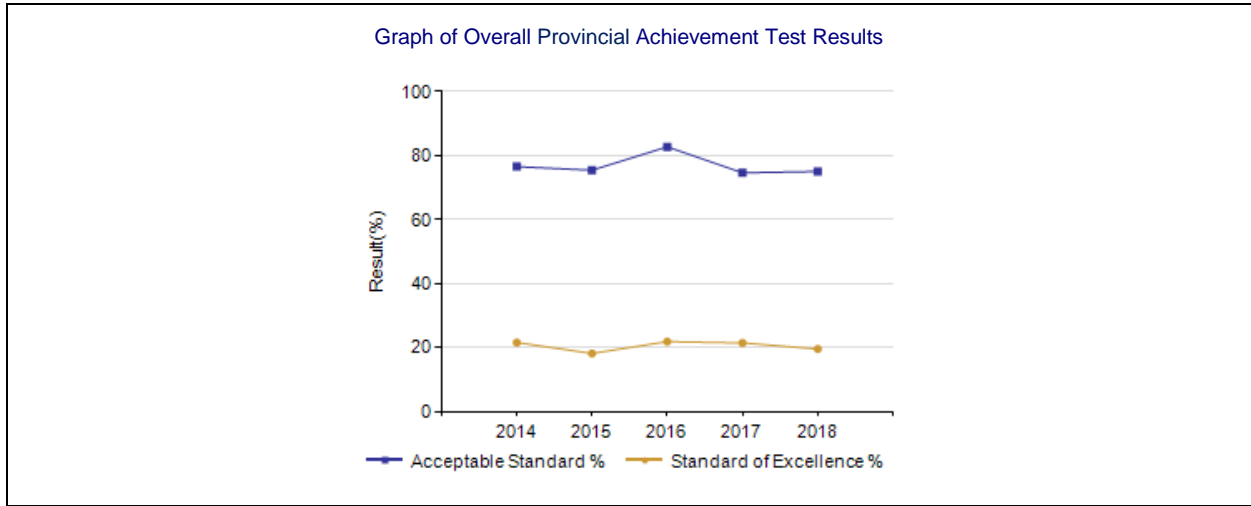 Graph of Overall Provincial Achievement Test Results
100
80
60
40
20
0
Result(%)
2014 2015 2016 2017 2018
Acceptable Standard % Standard of Excellence %